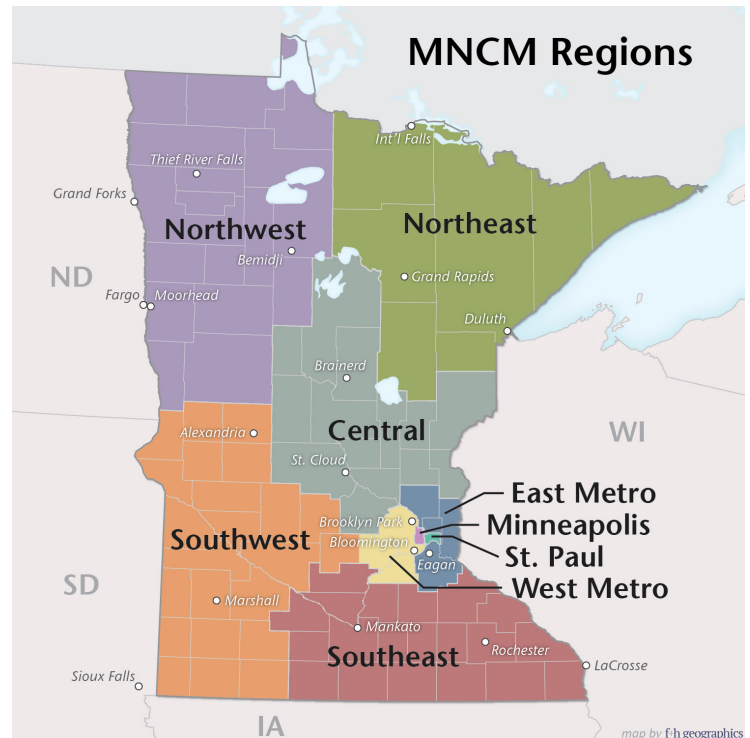 MNCM Regions
Int'l Falls
Thief River Falls
Grand Forks
Northwest
Northeast
Bemidji
ND
Grand Rapids
Fargo
Moorhead
Duluth
Brainerd
Alexandria
Central
WI
St. Cloud
East Metro
Brooklyn Park
Minneapolis
Southwest
Bloomington
St. Paul
Eagan
West Metro
SD
Marshall
Mankato
Southeast
Rochester
LaCrosse
Sioux Falls
IA
map by f+h geographics